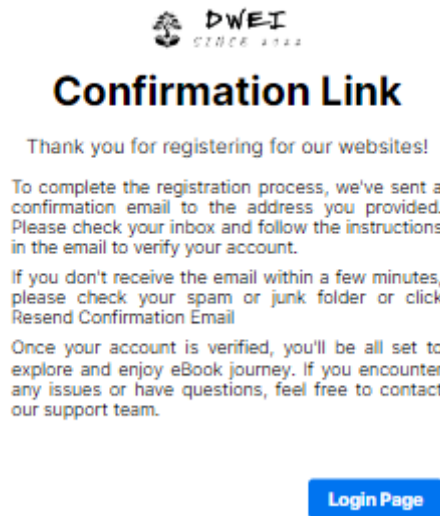 DWEI
SINCE
Confirmation Link
Thank you for registering for our websites!
To complete the registration process, we've sent a
confirmation email to the address you provided.
Please check your inbox and follow the instructions
in the email to verify your account.
If you don't receive the email within a few minutes,
please check your spam or junk folder or click
Resend Confirmation Email
Once your account is verified, you'll be all set to
explore and enjoy eBook journey. If you encounter
any issues or have questions, feel free to contact
our support team.
Login Page